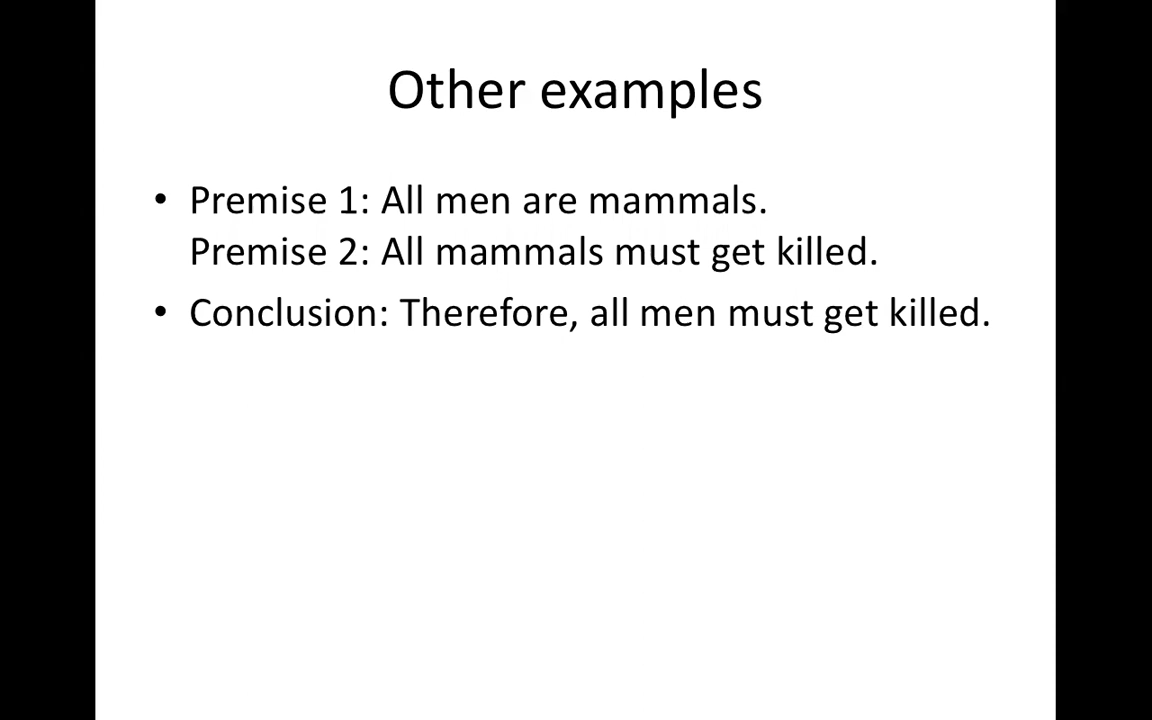 Other examples
• Premise 1: All men are mammals.
Premise 2: All mammals must get killed.
• Conclusion: Therefore, all men must get killed.